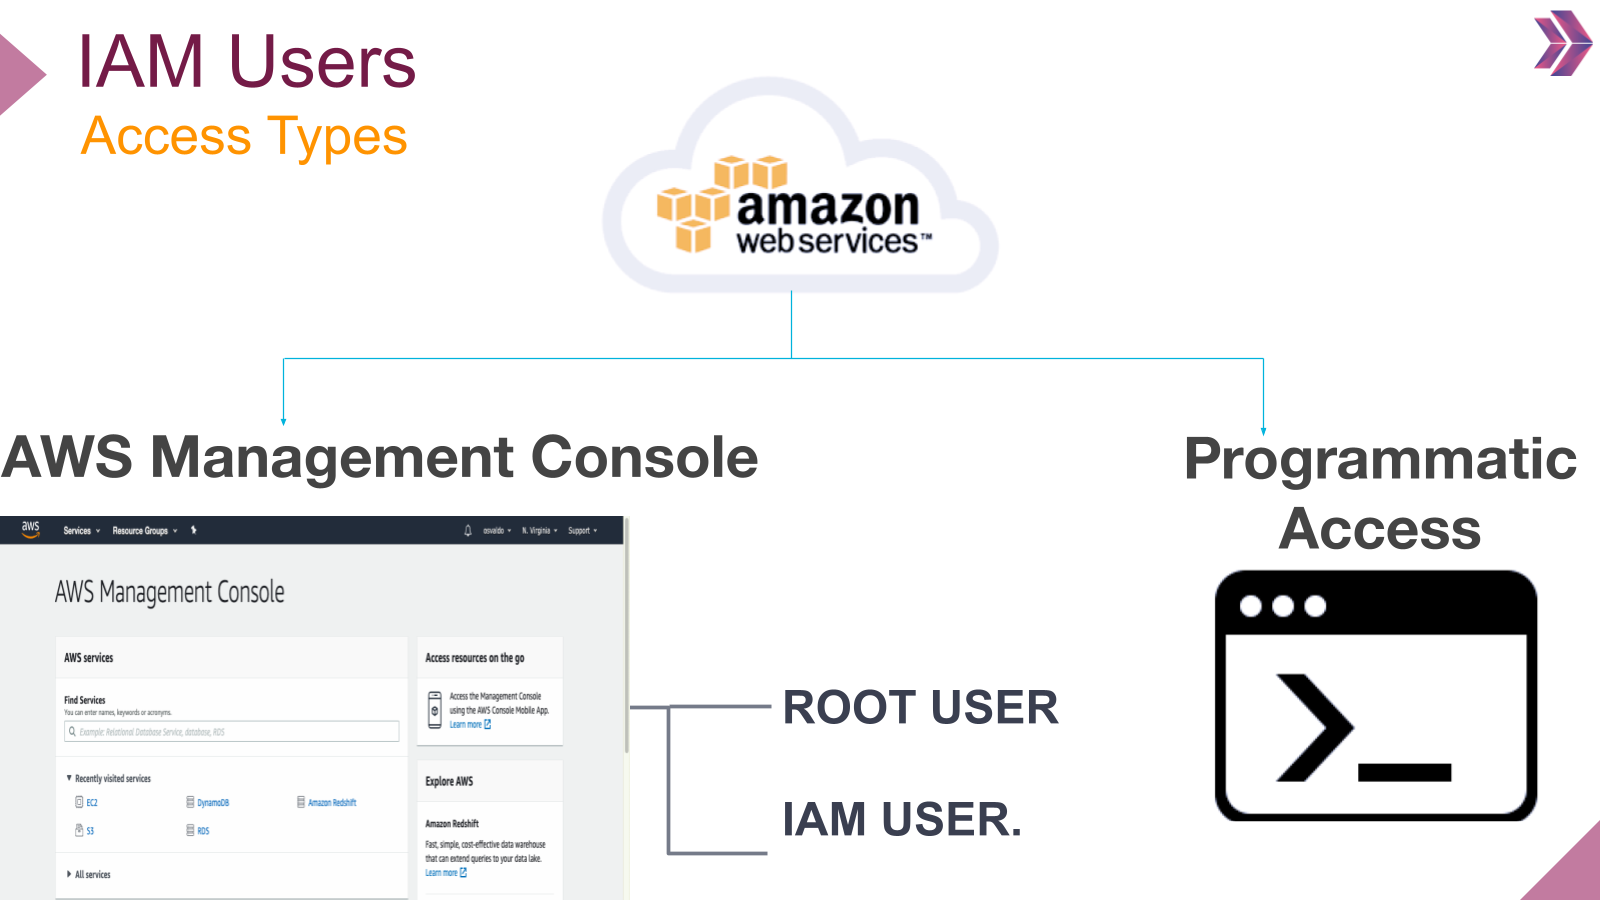 IAM Users
Access Types
amazon
web services™
AWS Management Console
Programmatic
Access
aws
Services
Resource Groups
osvaldo
N. Virginia
Support
AWS Management Console
AWS services
Find Services
You can enter names, keywords or acronyms.
Example: Relational Database Service, database, RDS
Recently visited services
EC2
DynamoDB
Amazon Redshift
S3
RDS
All services
Access resources on the go
Access the Management Console
using the AWS Console Mobile App.
Learn more
Explore AWS
Amazon Redshift
Fast, simple, cost-effective data warehouse
that can extend queries to your data lake.
Learn more
ROOT USER
IAM USER.